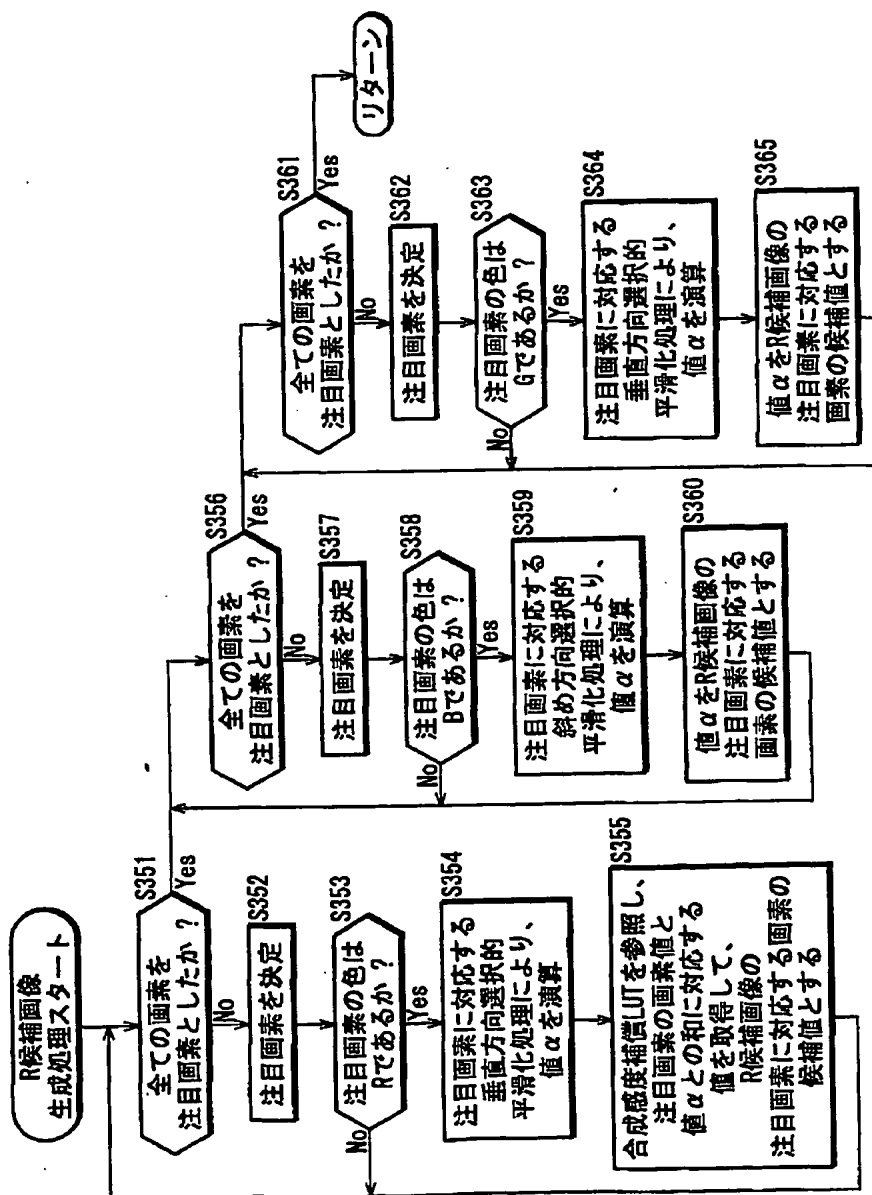 R候補画像
生成処理スタート
S351
全ての画素を
注目画素としたか？
Yes
No
S352
注目画素を決定
S353
注目画素の色は
Rであるか？
No
Yes
S354
注目画素に対応する
垂直方向選択的
平滑化処理により、
値αを演算
S355
合成感度補償LUTを参照し、
注目画素の画素値と
値αとの和に対応する
値を取得して、
R候補画像の
注目画素に対応する画素の
候補値とする
S356
全ての画素を
注目画素としたか？
Yes
No
S357
注目画素を決定
S358
注目画素の色は
Bであるか？
No
Yes
S359
注目画素に対応する
斜め方向選択的
平滑化処理により、
値αを演算
S360
値αをR候補画像の
注目画素に対応する
画素の候補値とする
S361
全ての画素を
注目画素としたか？
Yes
No
S362
注目画素を決定
S363
注目画素の色は
Gであるか？
No
Yes
S364
注目画素に対応する
垂直方向選択的
平滑化処理により、
値αを演算
S365
値αをR候補画像の
注目画素に対応する
画素の候補値とする
リターン